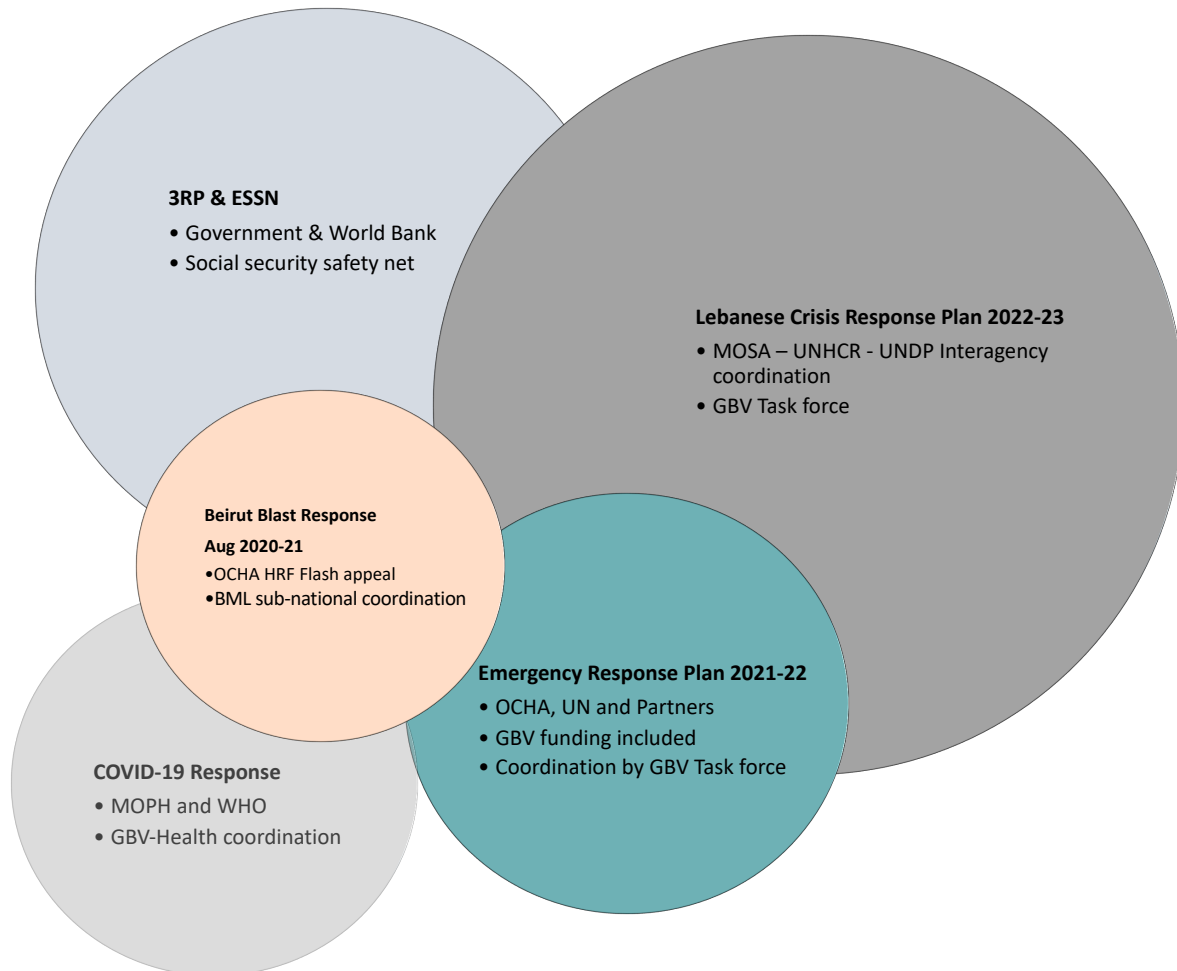 3RP & ESSN
• Government & World Bank
• Social security safety net
Lebanese Crisis Response Plan 2022-23
• MOSA – UNHCR - UNDP Interagency
coordination
• GBV Task force
Beirut Blast Response
Aug 2020-21
•OCHA HRF Flash appeal
•BML sub-national coordination
Emergency Response Plan 2021-22
• OCHA, UN and Partners
• GBV funding included
• Coordination by GBV Task force
COVID-19 Response
• MOPH and WHO
• GBV-Health coordination